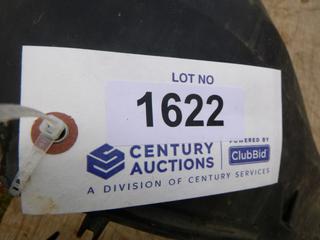 LOT NO
1622
CENTURY AUCTIONS
POWERED BY
ClubBid
A DIVISION OF CENTURY SERVICES